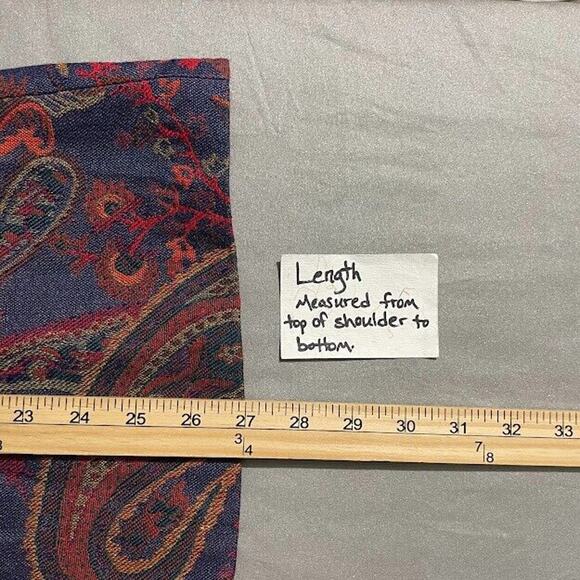 Length
Measured from
top of shoulder to
bottom.
23 24 25 26 27 28 29 30 31 32 33
3/4 7/8